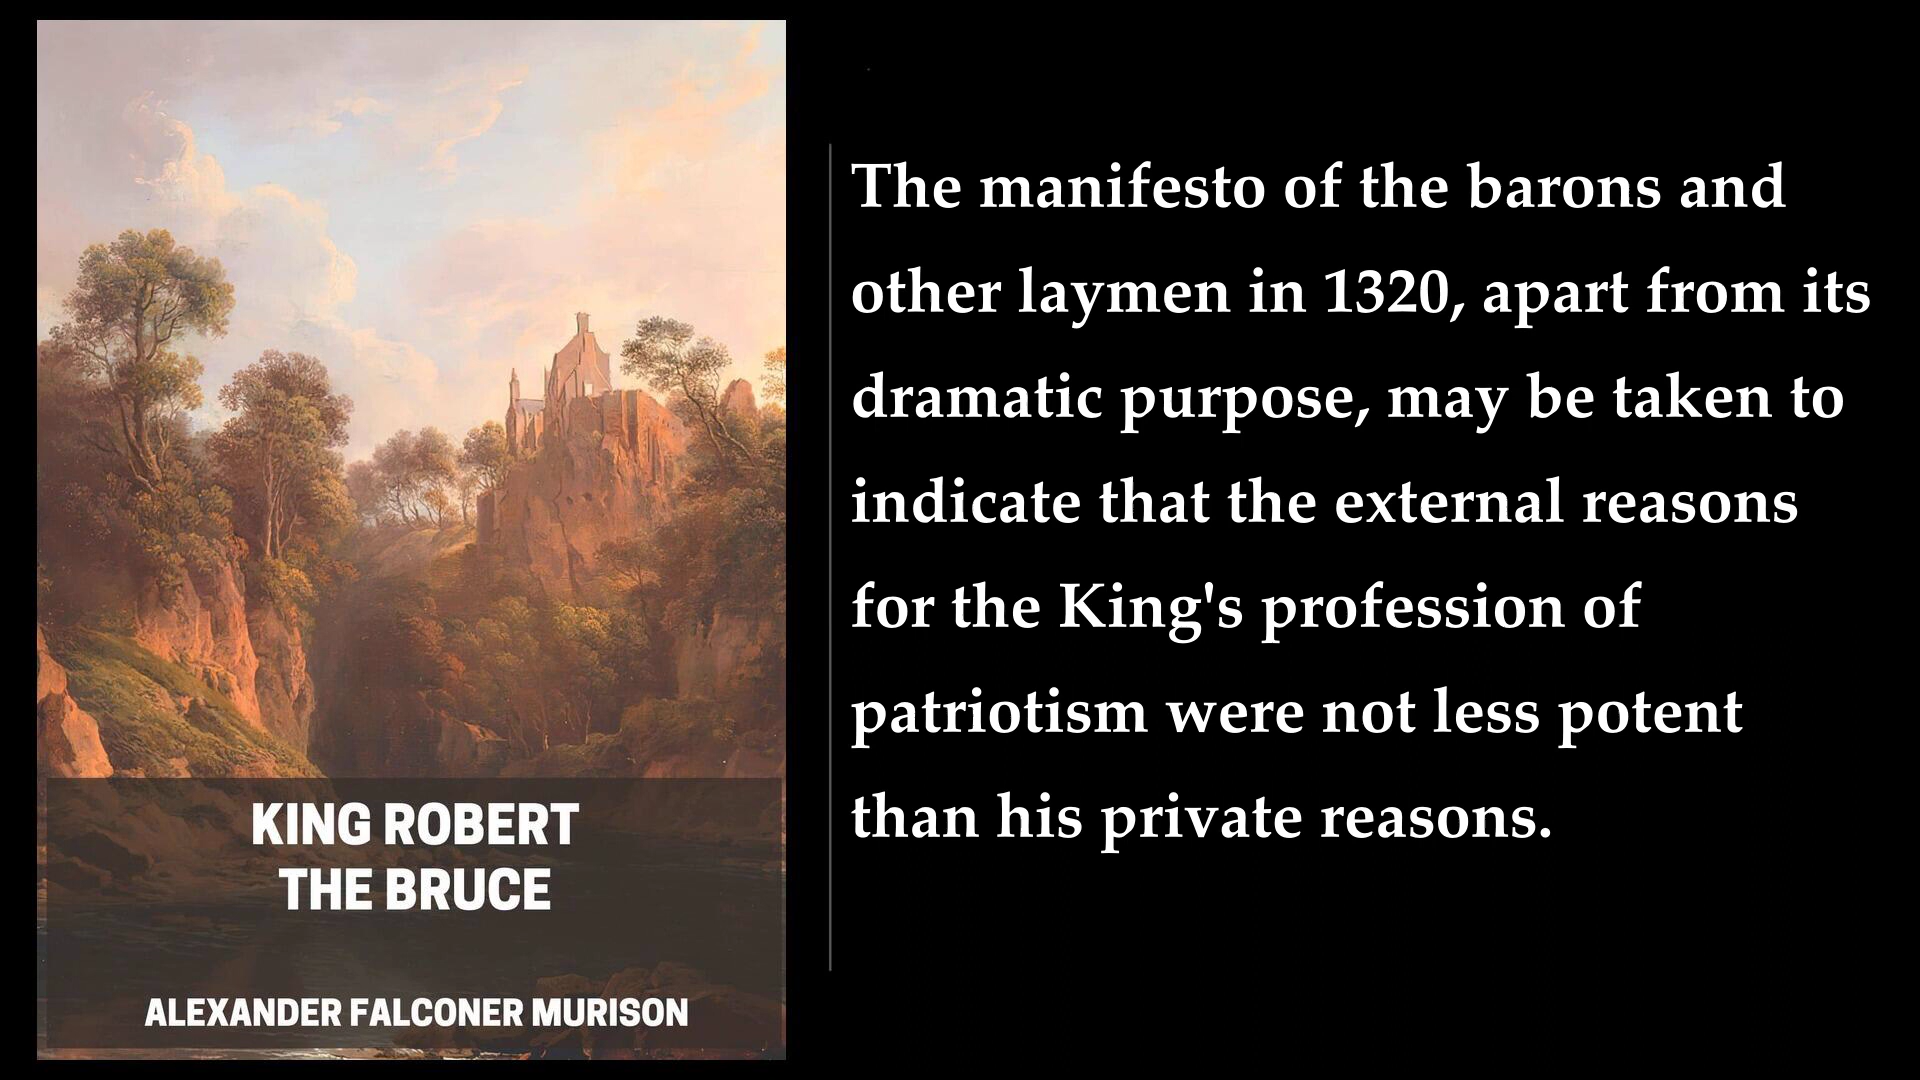 KING ROBERT
THE BRUCE
ALEXANDER FALCONER MURISON
The manifesto of the barons and
other laymen in 1320, apart from its
dramatic purpose, may be taken to
indicate that the external reasons
for the King's profession of
patriotism were not less potent
than his private reasons.